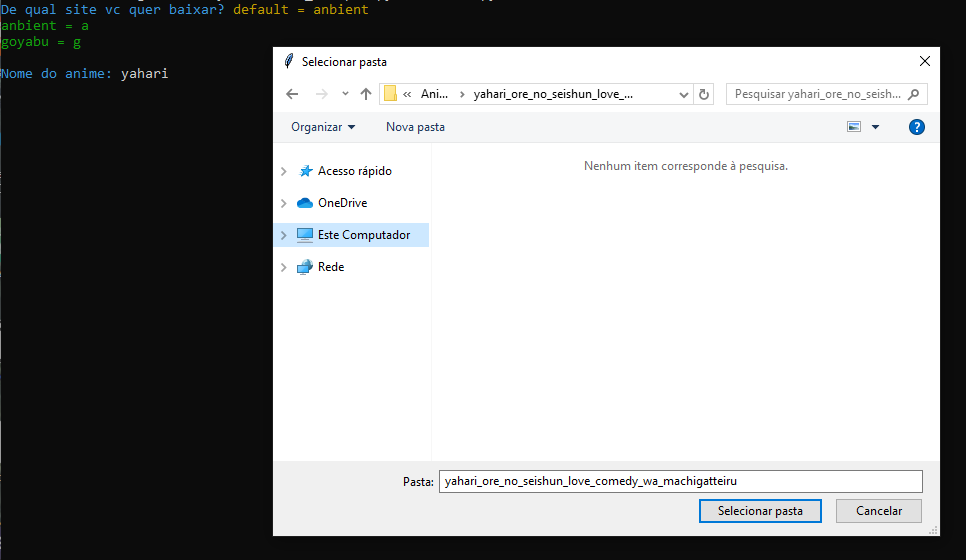 De qual site vc quer baixar? default = anbient
anbient = a
goyabu = g
Nome do anime: yahari
Selecionar pasta
« Ani... › yahari_ore_no_seishun_love_...
Pesquisar yahari_ore_no_seish...
Organizar
Nova pasta
Acesso rápido
OneDrive
Este Computador
Rede
Nenhum item corresponde à pesquisa.
Pasta: yahari_ore_no_seishun_love_comedy_wa_machigatteiru
Selecionar pasta
Cancelar